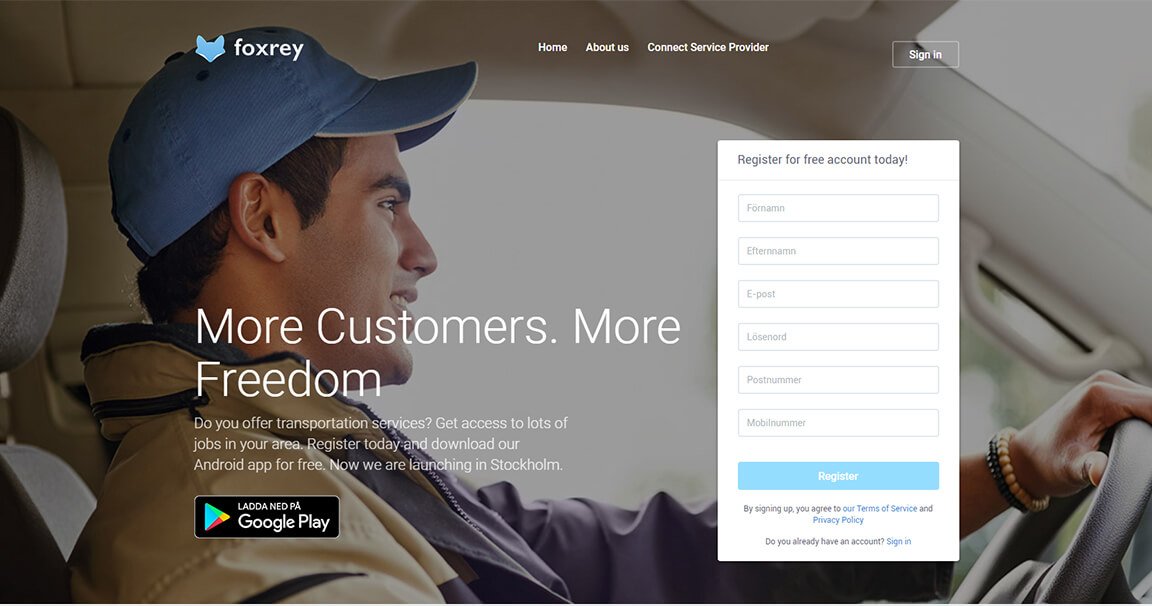 foxrey
Home
About us
Connect Service Provider
Sign in
Register for free account today!
Förnamn
Efternnamn
E-post
Lösenord
Postnummer
Mobilnummer
Register
By signing up, you agree to our Terms of Service and
Privacy Policy
Do you already have an account? Sign in
More Customers. More
Freedom
Do you offer transportation services? Get access to lots of
jobs in your area. Register today and download our
Android app for free. Now we are launching in Stockholm.
LADDA NED PÅ
Google Play